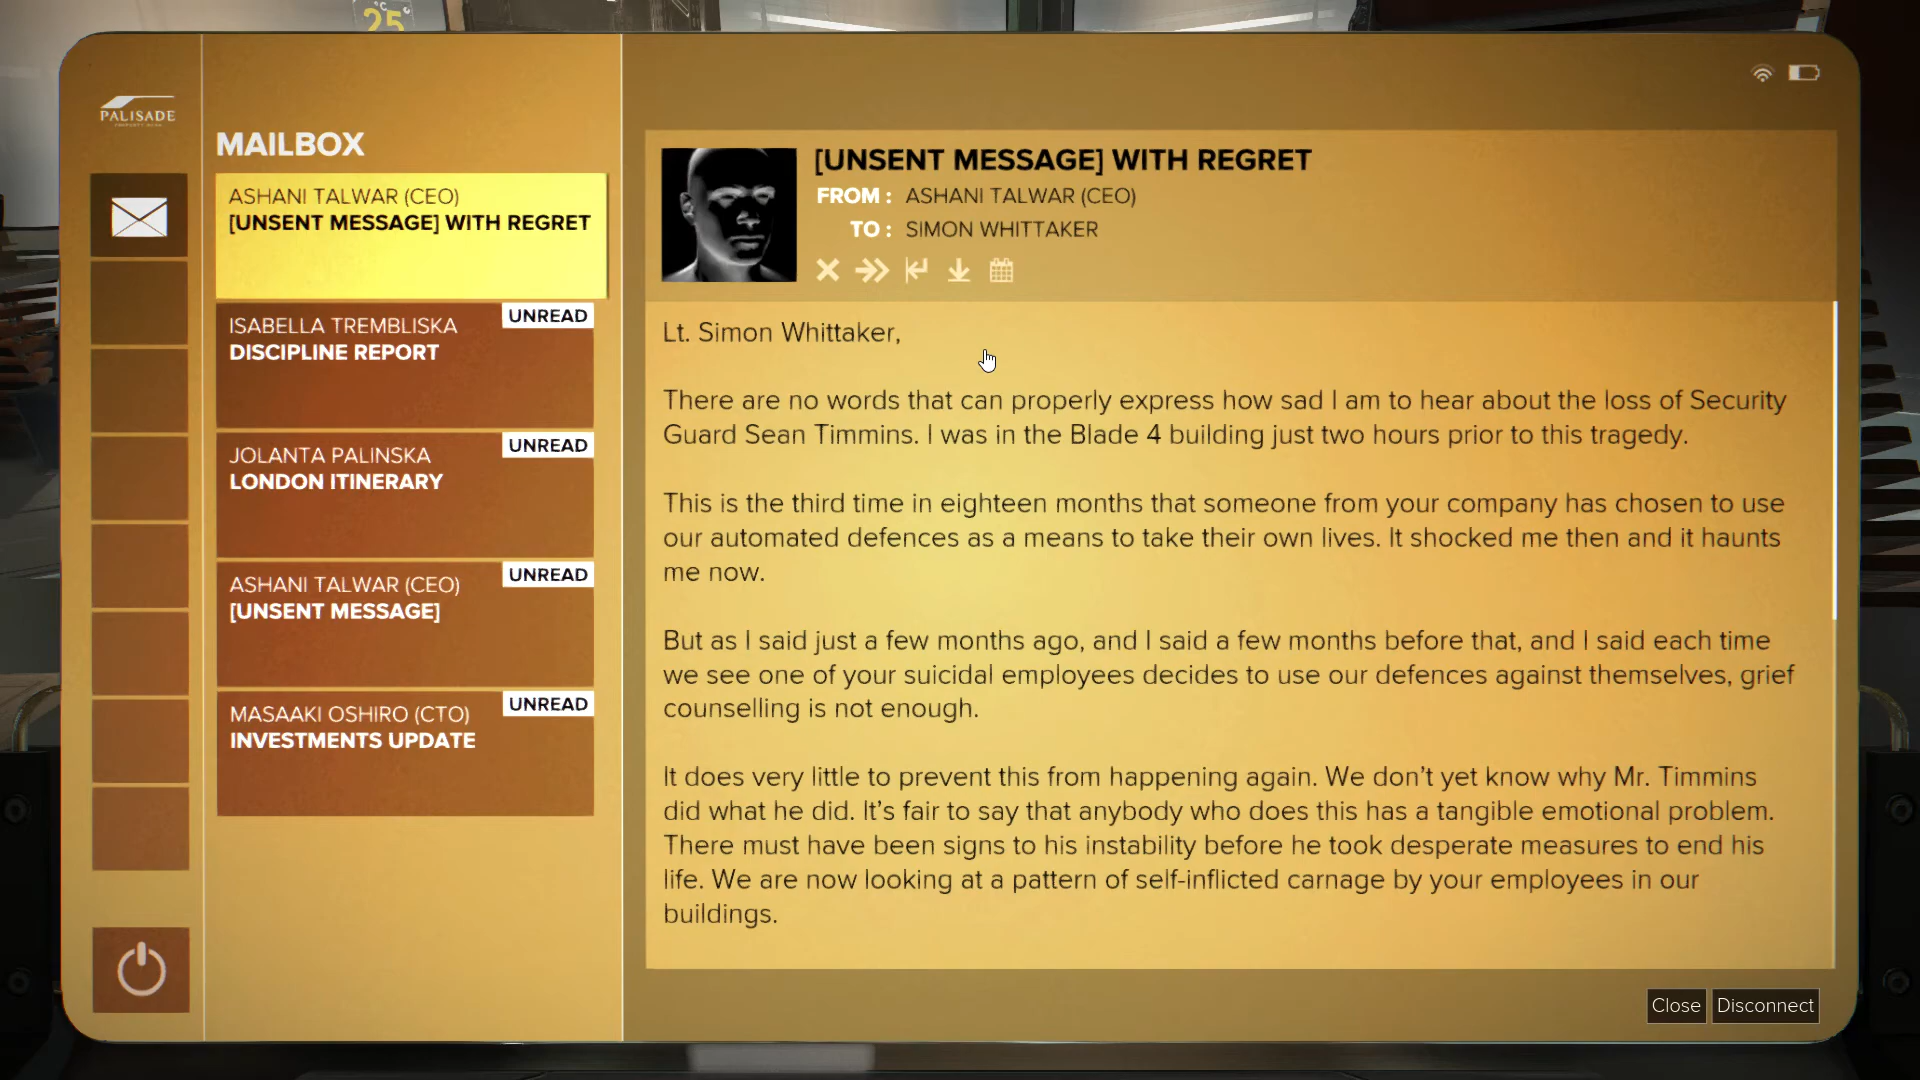 25°C
PALISADE
MAILBOX
ASHANI TALWAR (CEO)
[UNSENT MESSAGE] WITH REGRET
UNREAD
ISABELLA TREMBLISKA
DISCIPLINE REPORT
UNREAD
JOLANTA PALINSKA
LONDON ITINERARY
UNREAD
ASHANI TALWAR (CEO)
[UNSENT MESSAGE]
UNREAD
MASAAKI OSHIRO (CTO)
INVESTMENTS UPDATE
[UNSENT MESSAGE] WITH REGRET
FROM : ASHANI TALWAR (CEO)
TO : SIMON WHITTAKER
Lt. Simon Whittaker,
There are no words that can properly express how sad I am to hear about the loss of Security
Guard Sean Timmins. I was in the Blade 4 building just two hours prior to this tragedy.
This is the third time in eighteen months that someone from your company has chosen to use
our automated defences as a means to take their own lives. It shocked me then and it haunts
me now.
But as I said just a few months ago, and I said a few months before that, and I said each time
we see one of your suicidal employees decides to use our defences against themselves, grief
counselling is not enough.
It does very little to prevent this from happening again. We don't yet know why Mr. Timmins
did what he did. It's fair to say that anybody who does this has a tangible emotional problem.
There must have been signs to his instability before he took desperate measures to end his
life. We are now looking at a pattern of self-inflicted carnage by your employees in our
buildings.
Close
Disconnect